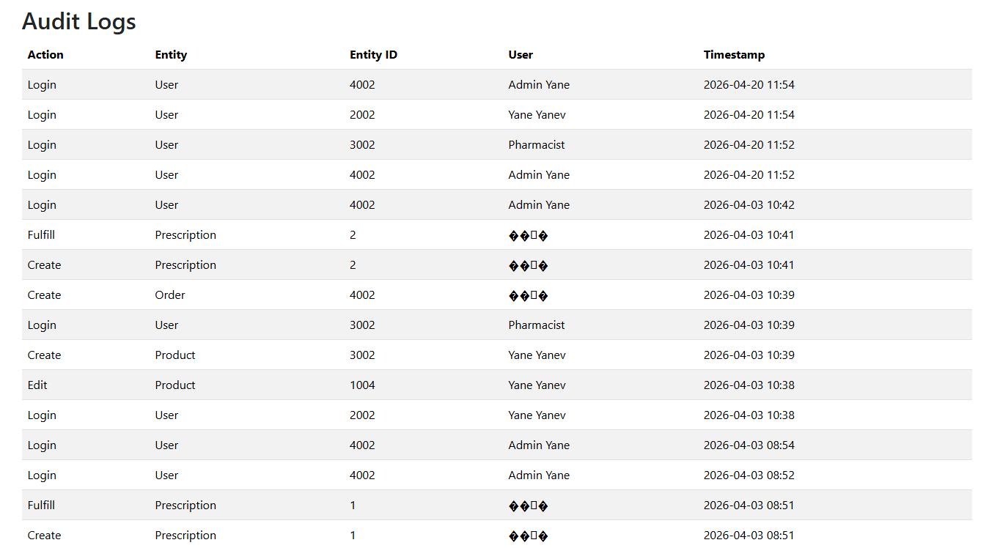 Audit Logs
Action Entity Entity ID User Timestamp
Login User 4002 Admin Yane 2026-04-20 11:54
Login User 2002 Yane Yanev 2026-04-20 11:54
Login User 3002 Pharmacist 2026-04-20 11:52
Login User 4002 Admin Yane 2026-04-20 11:52
Login User 4002 Admin Yane 2026-04-03 10:42
Fulfill Prescription 2 2026-04-03 10:41
Create Prescription 2 2026-04-03 10:41
Create Order 4002 2026-04-03 10:39
Login User 3002 Pharmacist 2026-04-03 10:39
Create Product 3002 Yane Yanev 2026-04-03 10:39
Edit Product 1004 Yane Yanev 2026-04-03 10:38
Login User 2002 Yane Yanev 2026-04-03 10:38
Login User 4002 Admin Yane 2026-04-03 08:54
Login User 4002 Admin Yane 2026-04-03 08:52
Fulfill Prescription 1 2026-04-03 08:51
Create Prescription 1 2026-04-03 08:51